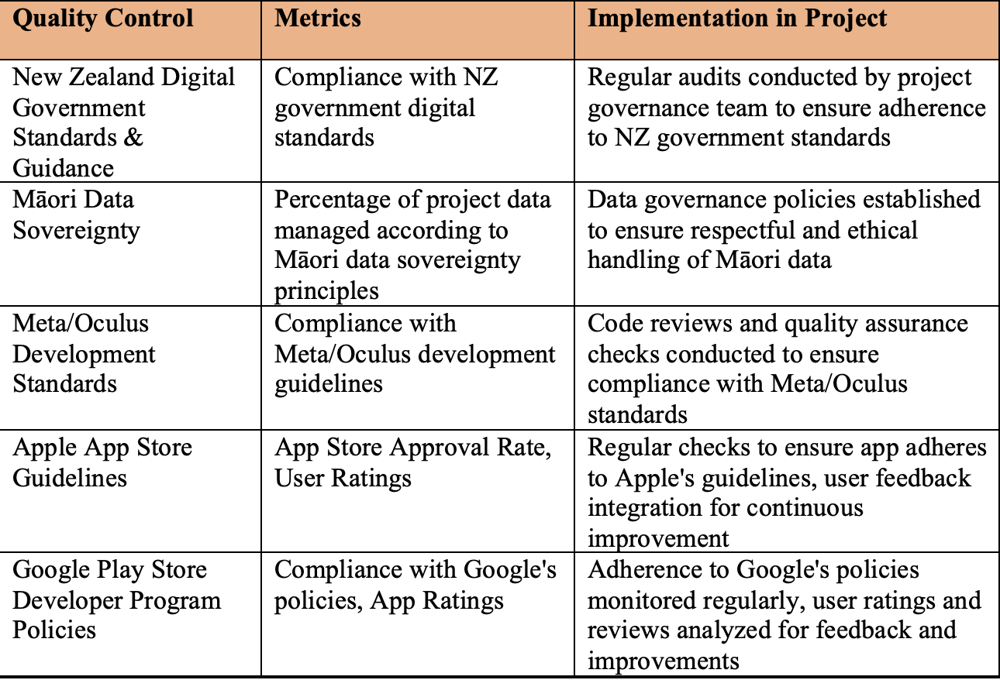 Quality Control
Metrics
Implementation in Project
New Zealand Digital
Government
Standards &
Guidance
Compliance with NZ
government digital
standards
Regular audits conducted by project
governance team to ensure adherence
to NZ government standards
Māori Data
Sovereignty
Percentage of project data
managed according to
Māori data sovereignty
principles
Data governance policies established
to ensure respectful and ethical
handling of Māori data
Meta/Oculus
Development
Standards
Compliance with
Meta/Oculus development
guidelines
Code reviews and quality assurance
checks conducted to ensure
compliance with Meta/Oculus
standards
Apple App Store
Guidelines
App Store Approval Rate,
User Ratings
Regular checks to ensure app adheres
to Apple's guidelines, user feedback
integration for continuous
improvement
Google Play Store
Developer Program
Policies
Compliance with Google's
policies, App Ratings
Adherence to Google's policies
monitored regularly, user ratings and
reviews analyzed for feedback and
improvements